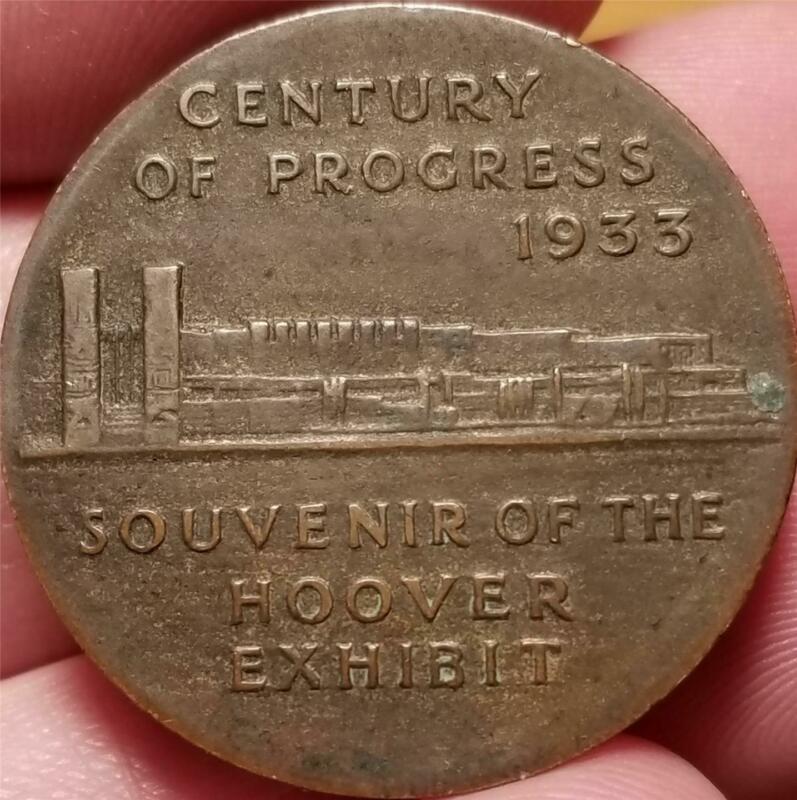 CENTURY
OF PROGRESS
1933
SOUVENIR OF THE
HOOVER
EXHIBIT